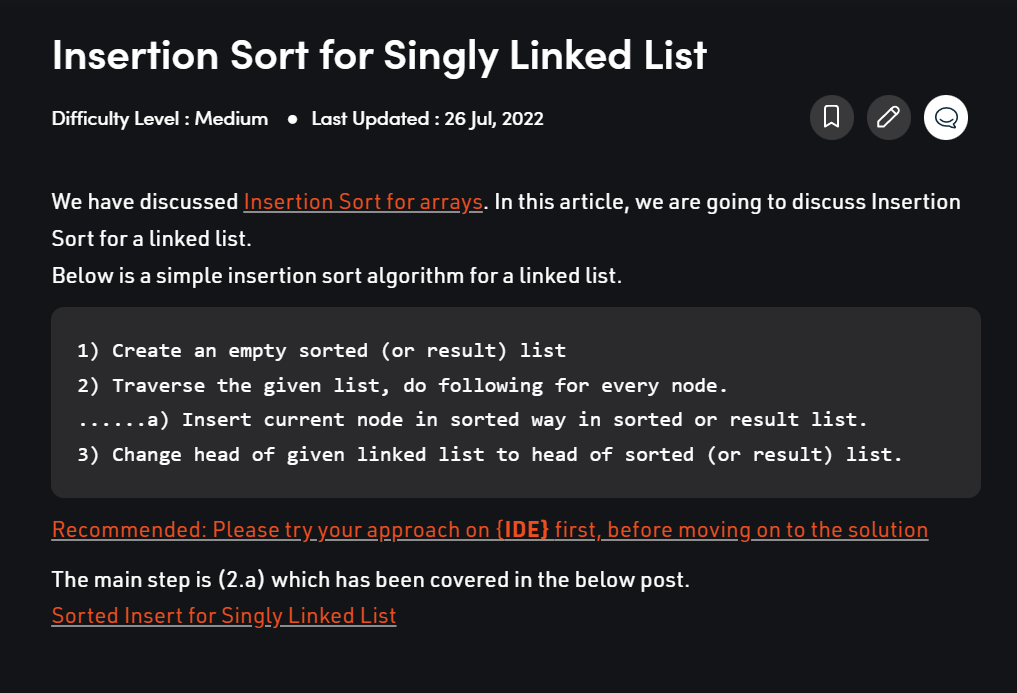 Insertion Sort for Singly Linked List
Difficulty Level : Medium ● Last Updated : 26 Jul, 2022
We have discussed Insertion Sort for arrays. In this article, we are going to discuss Insertion
Sort for a linked list.
Below is a simple insertion sort algorithm for a linked list.
1) Create an empty sorted (or result) list
2) Traverse the given list, do following for every node.
......a) Insert current node in sorted way in sorted or result list.
3) Change head of given linked list to head of sorted (or result) list.
Recommended: Please try your approach on {IDE} first, before moving on to the solution
The main step is (2.a) which has been covered in the below post.
Sorted Insert for Singly Linked List